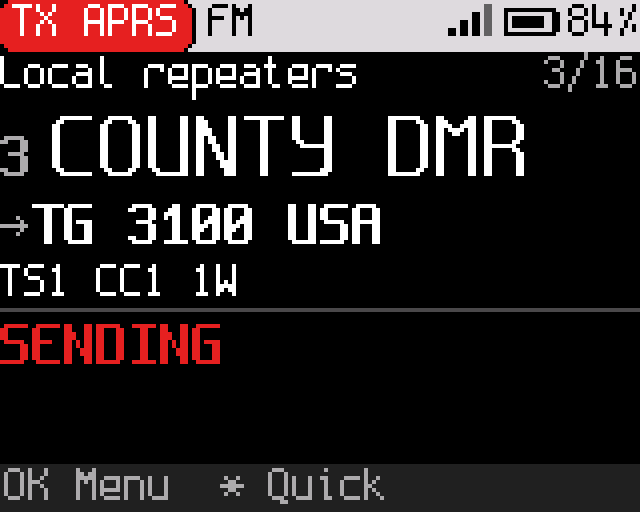 TX APRS FM 84%
Local repeaters 3/16
3 COUNTY DMR
→TG 3100 USA
TS1 CC1 1W
SENDING
OK Menu * Quick